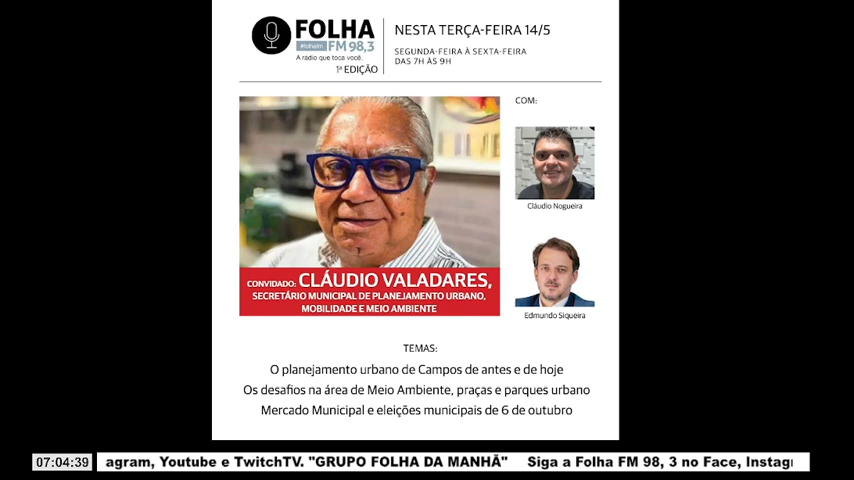 FOLHA
#folhafm FM 98,3
A rádio que toca você.
1ª EDIÇÃO
NESTA TERÇA-FEIRA 14/5
SEGUNDA-FEIRA À SEXTA-FEIRA
DAS 7H ÀS 9H
COM:
Cláudio Nogueira
Edmundo Siqueira
CONVIDADO: CLÁUDIO VALADARES,
SECRETÁRIO MUNICIPAL DE PLANEJAMENTO URBANO,
MOBILIDADE E MEIO AMBIENTE
TEMAS:
O planejamento urbano de Campos de antes e de hoje
Os desafios na área de Meio Ambiente, praças e parques urbano
Mercado Municipal e eleições municipais de 6 de outubro
07:04:39 agram, Youtube e TwitchTV. "GRUPO FOLHA DA MANHÃ" Siga a Folha FM 98, 3 no Face, Instagr